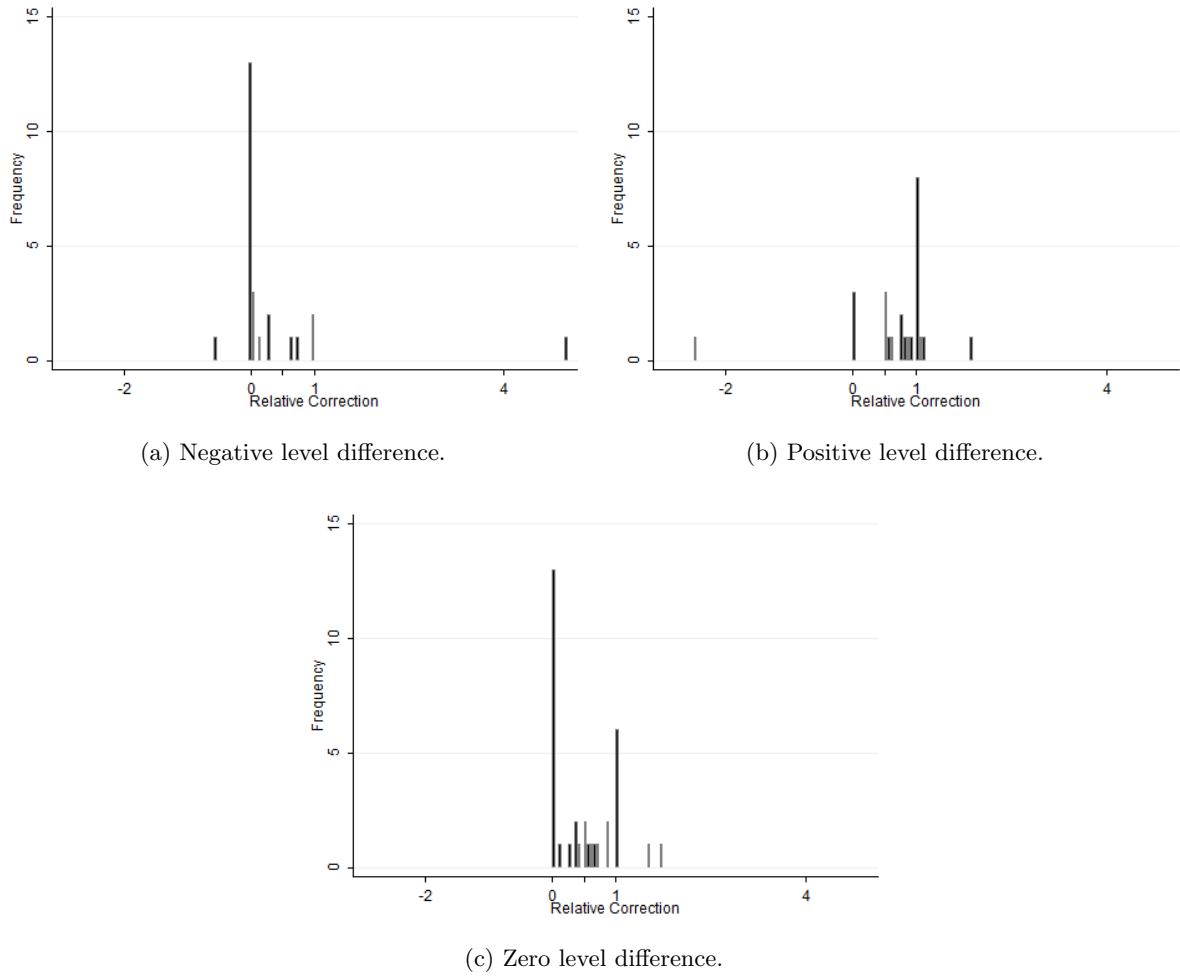 15
10
5
0
Frequency
-2 0 1 4
Relative Correction
(a) Negative level difference.
15
10
5
0
Frequency
-2 0 1 4
Relative Correction
(b) Positive level difference.
15
10
5
0
Frequency
-2 0 1 4
Relative Correction
(c) Zero level difference.